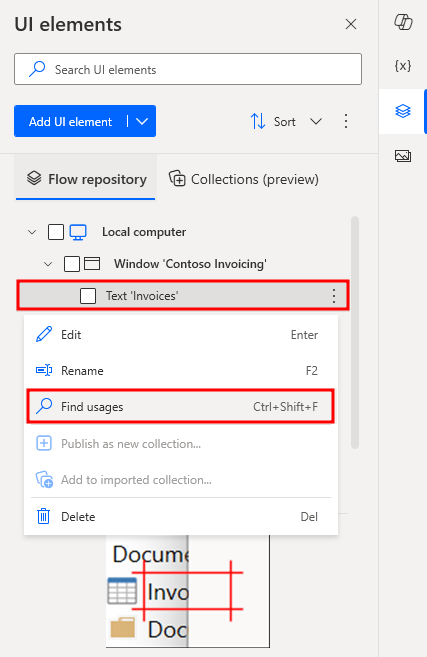 UI elements
Search UI elements
Add UI element
Sort
{x}
Flow repository
Collections (preview)
Local computer
Window 'Contoso Invoicing'
Text 'Invoices'
Edit Enter
Rename F2
Find usages Ctrl+Shift+F
Publish as new collection...
Add to imported collection...
Delete Del
Docume
Invo
Doc